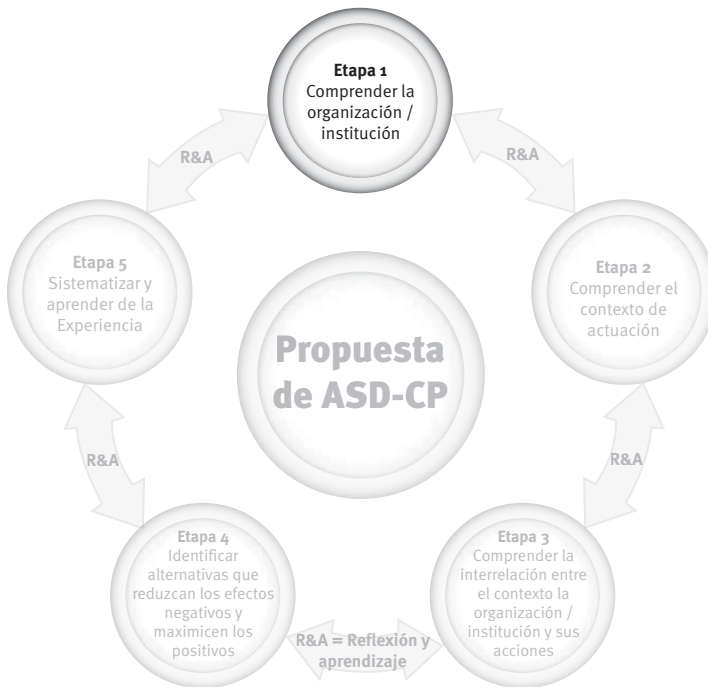 Etapa 1
Comprender la
organización /
institución
R&A
R&A
Etapa 5
Sistematizar y
aprender de la
Experiencia
Etapa 2
Comprender el
contexto de
actuación
Propuesta
de ASD-CP
R&A
R&A
Etapa 4
Identificar
alternativas que
reduzcan los efectos
negativos y
maximicen los
positivos
Etapa 3
Comprender la
interrelación entre
el contexto la
organización /
institución y sus
acciones
R&A = Reflexión y
aprendizaje